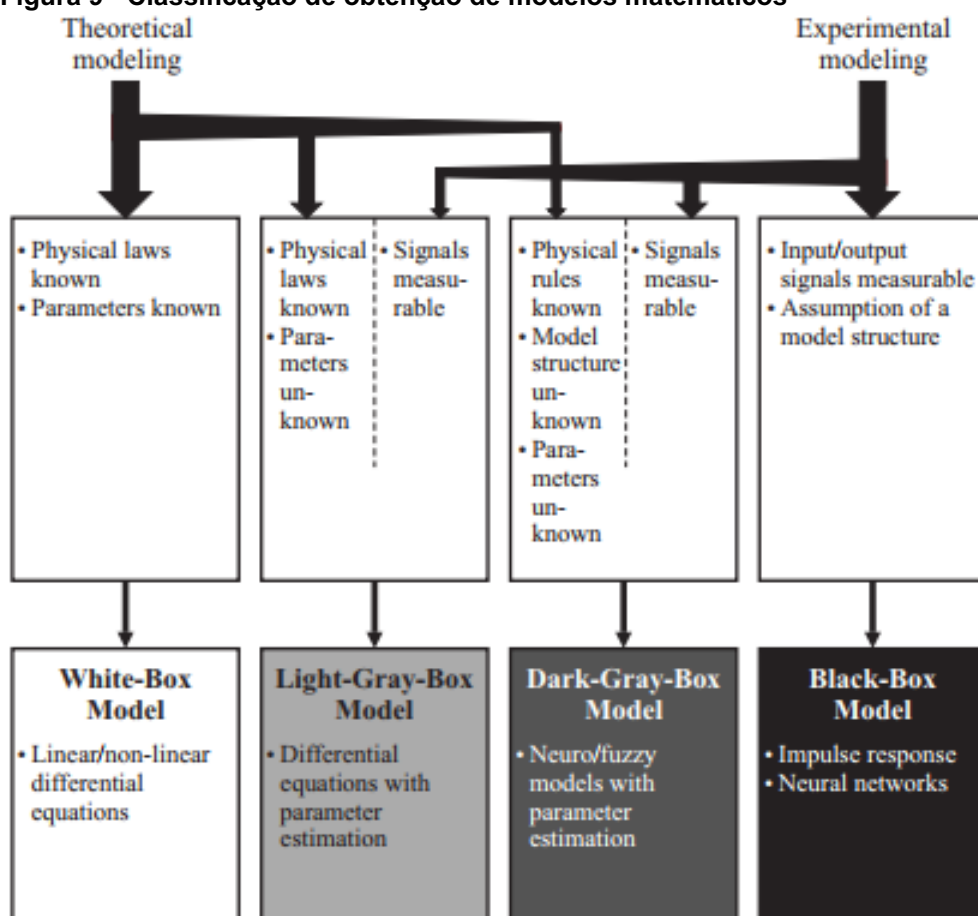 Figura 9 - Classificação de obtenção de modelos matemáticos
Theoretical
modeling
Experimental
modeling
• Physical laws
known
• Parameters known
• Physical
laws
known
• Para-
meters
un-
known
• Signals
measu-
rable
• Physical
rules
known
• Model
structure
un-
known
• Para-
meters
un-
known
• Signals
measu-
rable
• Input/output
signals measurable
• Assumption of a
model structure
White-Box
Model
• Linear/non-linear
differential
equations
Light-Gray-Box
Model
• Differential
equations with
parameter
estimation
Dark-Gray-Box
Model
• Neuro/fuzzy
models with
parameter
estimation
Black-Box
Model
• Impulse response
• Neural networks